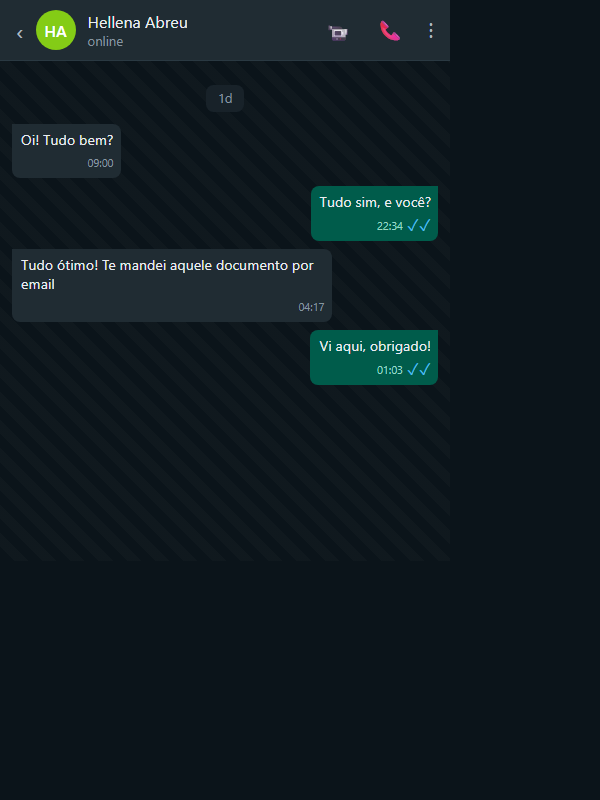 HA
Hellena Abreu
online
1d
Oi! Tudo bem?
09:00
Tudo sim, e você?
22:34
Tudo ótimo! Te mandei aquele documento por
email
04:17
Vi aqui, obrigado!
01:03